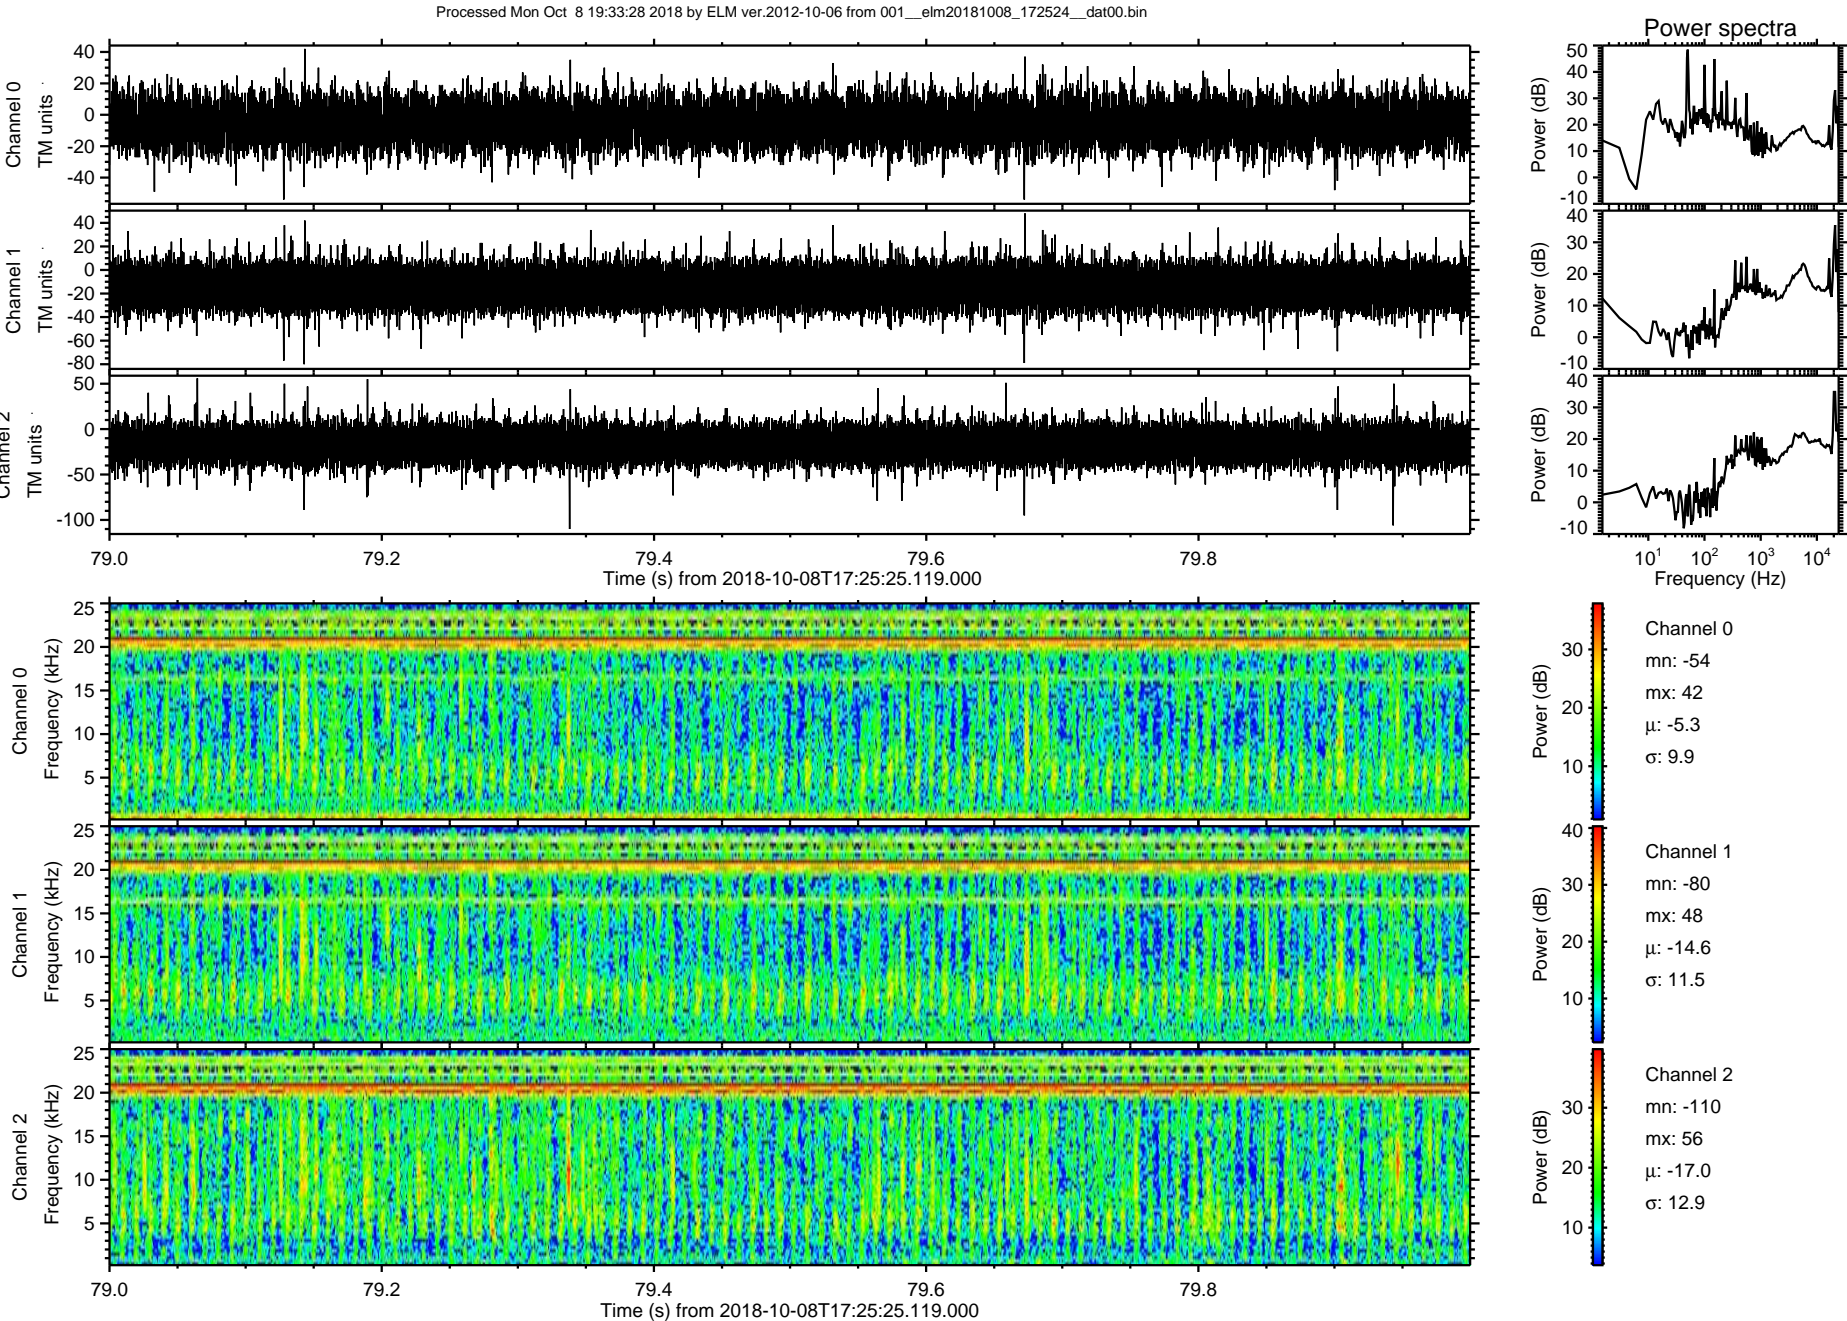 Processed Mon Oct  8 19:33:28 2018 by ELM ver.2012-10-06 from 001__elm20181008_172524__dat00.bin
Power spectra
Channel 0
TM units
40
20
0
-20
-40
Power (dB)
50
40
30
20
10
0
-10
Channel 1
TM units
40
20
0
-20
-40
-60
-80
Power (dB)
40
30
20
10
0
-10
Channel 2
TM units
50
0
-50
-100
Power (dB)
40
30
20
10
0
-10
79.0 79.2 79.4 79.6 79.8
Time (s) from 2018-10-08T17:25:25.119.000
10¹ 10² 10³ 10⁴
Frequency (Hz)
Channel 0
Frequency (kHz)
25
20
15
10
5
Power (dB)
30
20
10
Channel 0
mn: -54
mx: 42
μ: -5.3
σ: 9.9
Channel 1
Frequency (kHz)
25
20
15
10
5
Power (dB)
40
30
20
10
Channel 1
mn: -80
mx: 48
μ: -14.6
σ: 11.5
Channel 2
Frequency (kHz)
25
20
15
10
5
Power (dB)
30
20
10
Channel 2
mn: -110
mx: 56
μ: -17.0
σ: 12.9
79.0 79.2 79.4 79.6 79.8
Time (s) from 2018-10-08T17:25:25.119.000